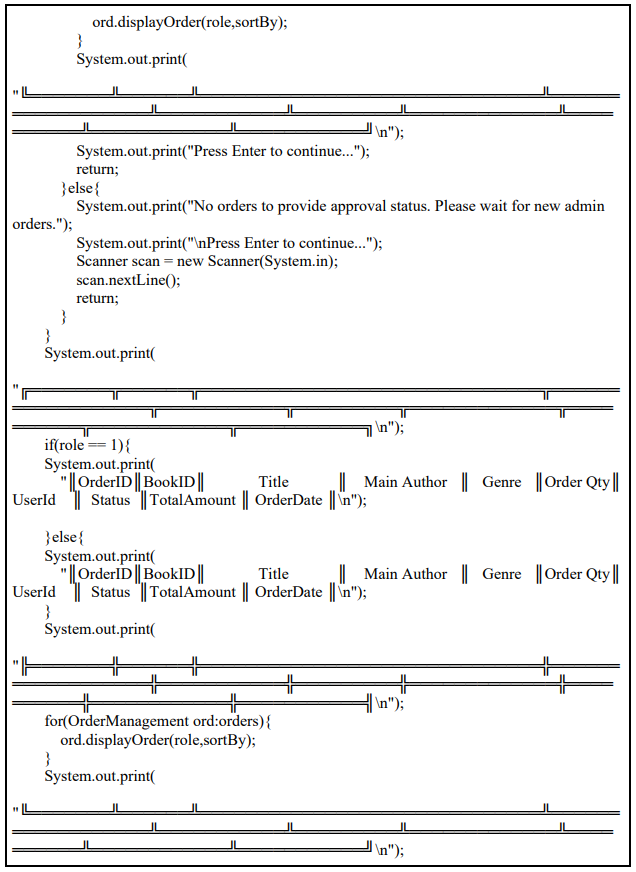 ord.displayOrder(role,sortBy);
}
System.out.print(
"╚═══════╩══════╩══════════════════════════════╩══════
════════════╩═══════════╩═════════╩═════════════╩════
══════╩════════════╩═══════════╝\n");
System.out.print("Press Enter to continue...");
return;
}else{
System.out.print("No orders to provide approval status. Please wait for new admin
orders.");
System.out.print("\nPress Enter to continue...");
Scanner scan = new Scanner(System.in);
scan.nextLine();
return;
}
}
System.out.print(
"╔═══════╦══════╦══════════════════════════════╦══════
════════════╦═══════════╦═════════╦═════════════╦════
══════╦════════════╦═══════════╗\n");
if(role == 1){
System.out.print(
"║OrderID║BookID║ Title ║ Main Author ║ Genre ║Order Qty║
UserId ║ Status ║TotalAmount ║ OrderDate ║\n");
}else{
System.out.print(
"║OrderID║BookID║ Title ║ Main Author ║ Genre ║Order Qty║
UserId ║ Status ║TotalAmount ║ OrderDate ║\n");
}
System.out.print(
"╠═══════╬══════╬══════════════════════════════╬══════
════════════╬═══════════╬═════════╬═════════════╬════
══════╬════════════╬═══════════╣\n");
for(OrderManagement ord:orders){
ord.displayOrder(role,sortBy);
}
System.out.print(
"╚═══════╩══════╩══════════════════════════════╩══════
════════════╩═══════════╩═════════╩═════════════╩════
══════╩════════════╩═══════════╝\n");